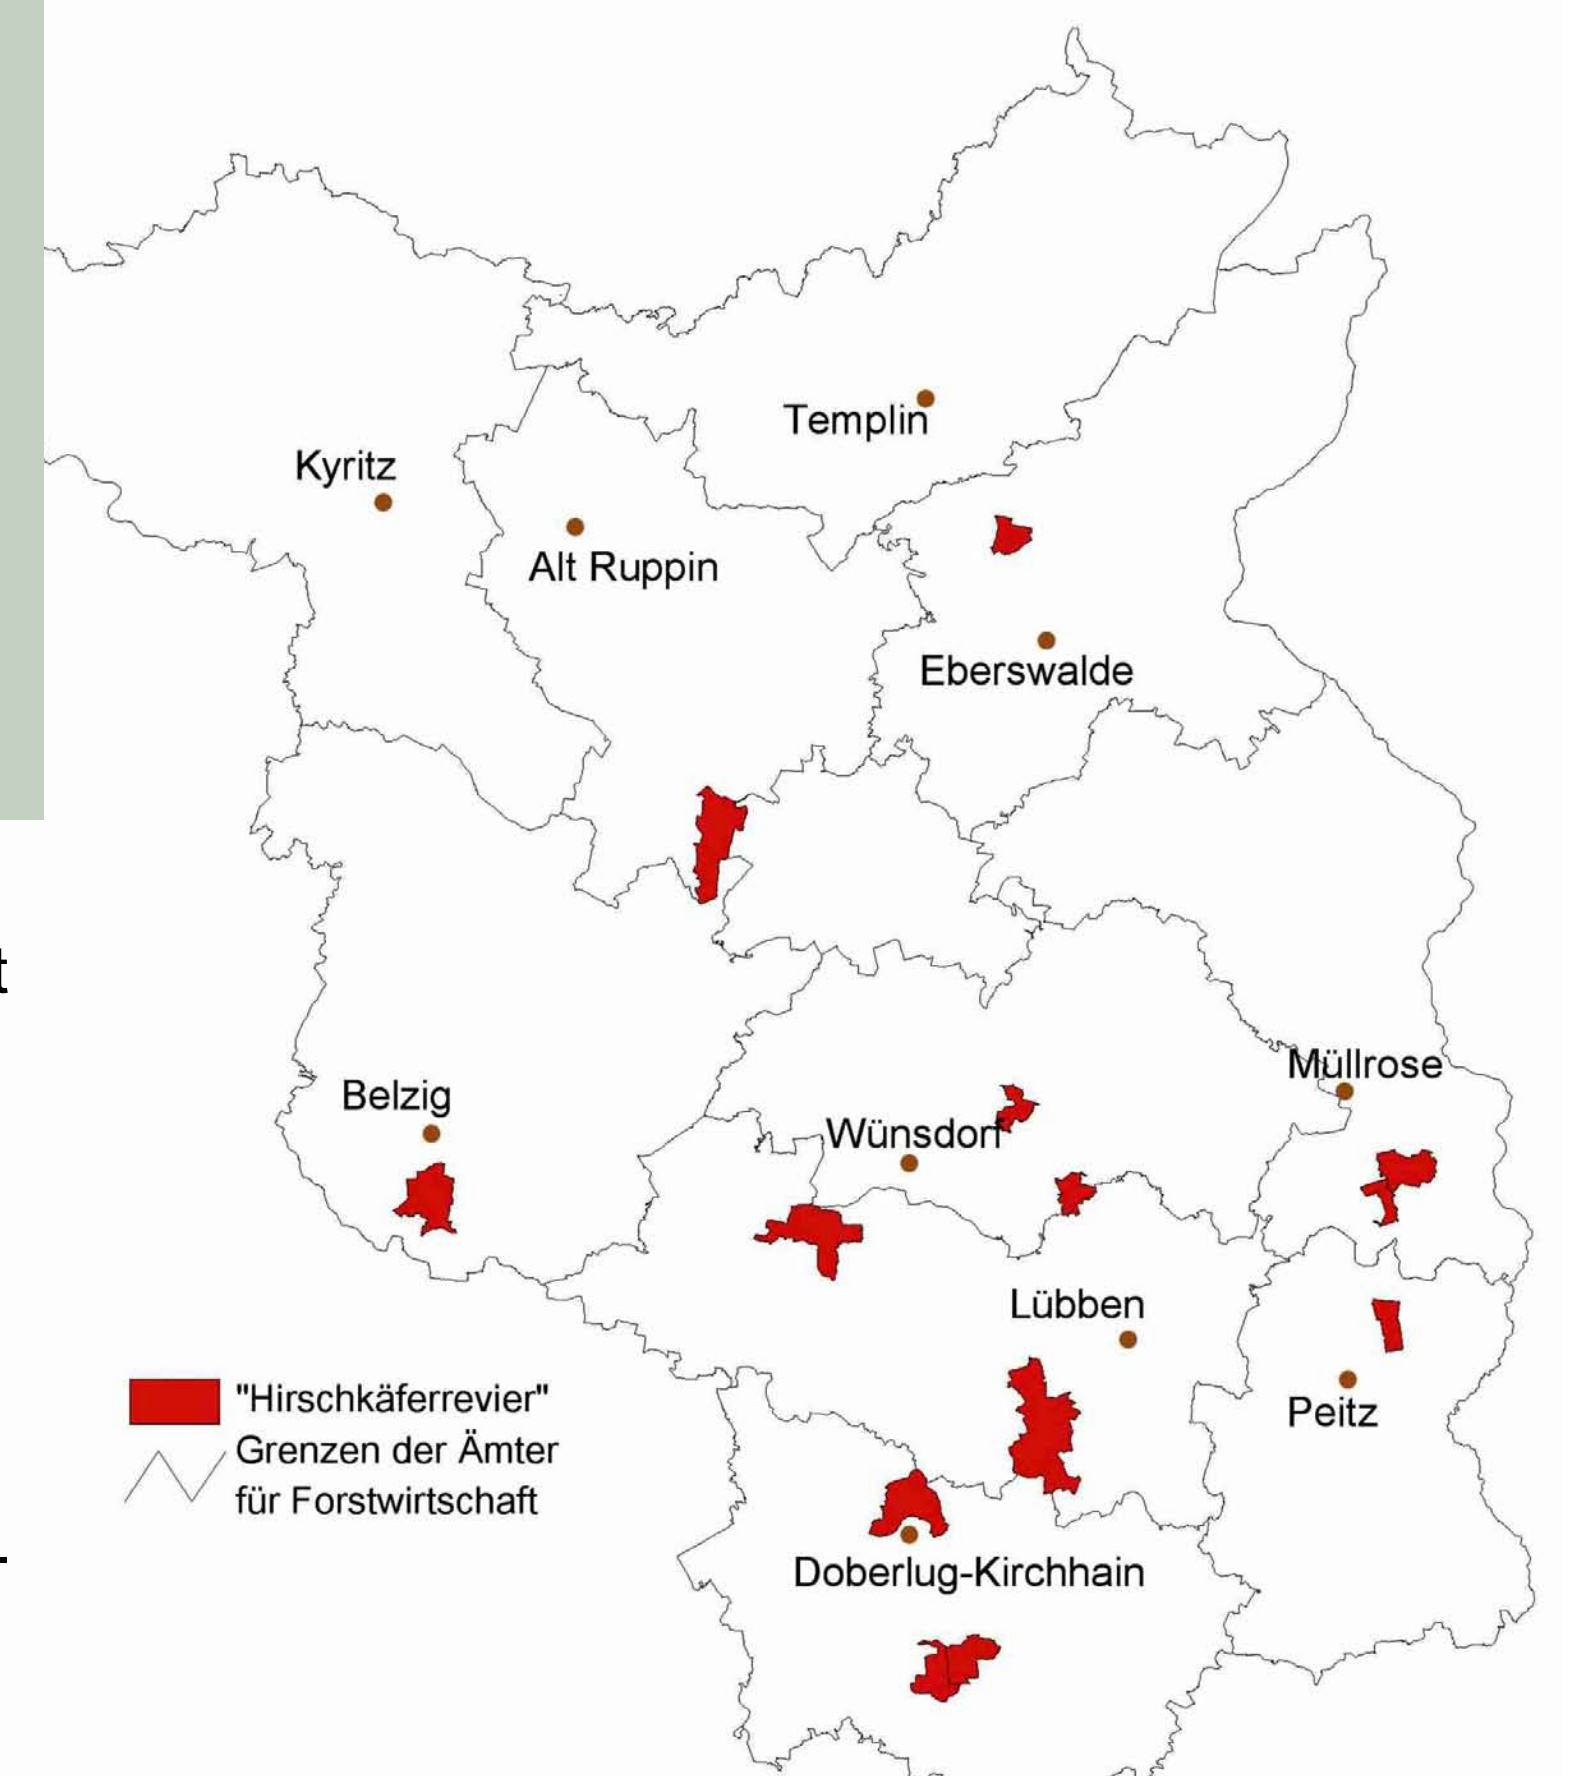 Templin
Kyritz
Alt Ruppin
Eberswalde
t
Müllrose
Belzig
Wünsdorf
Lübben
"Hirschkäferrevier"
Peitz
Grenzen der Ämter
für Forstwirtschaft
-
Doberlug-Kirchhain